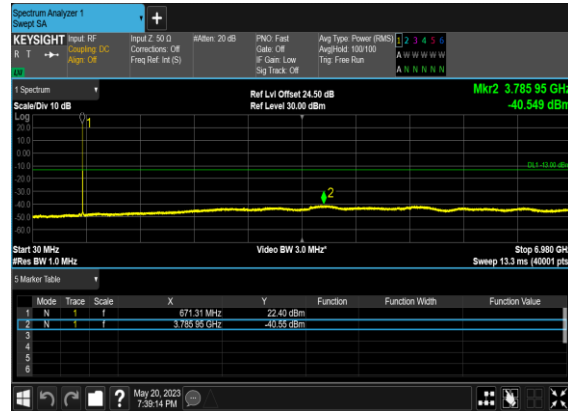 Spectrum Analyzer 1
Swept SA
+
KEYSIGHT Input: RF Input Z: 50 Ω #Atten: 20 dB PNO: Fast Avg Type: Power (RMS) 1 2 3 4 5 6
R T Coupling: DC Corrections: Off Gate: Off Avg|Hold: 100/100 A W W W W W
Align: Off Freq Ref: Int (S) IF Gain: Low Trig: Free Run
LW Sig Track: Off A N N N N N
1 Spectrum Ref Lvl Offset 24.50 dB Mkr2 3.785 95 GHz
Scale/Div 10 dB Ref Level 30.00 dBm -40.549 dBm
Log
1
20.0
10.0
0.00
-10.0
DL1 -13.00 dBm
-20.0
-30.0
2
-40.0
-50.0
-60.0
Start 30 MHz Video BW 3.0 MHz* Stop 6.980 GHz
#Res BW 1.0 MHz Sweep 13.3 ms (40001 pts
5 Marker Table
Mode Trace Scale X Y Function Function Width Function Value
1 N 1 f 671.31 MHz 22.40 dBm
2 N 1 f 3.785 95 GHz -40.55 dBm
3
4
5
6
? May 20, 2023
7:39:14 PM